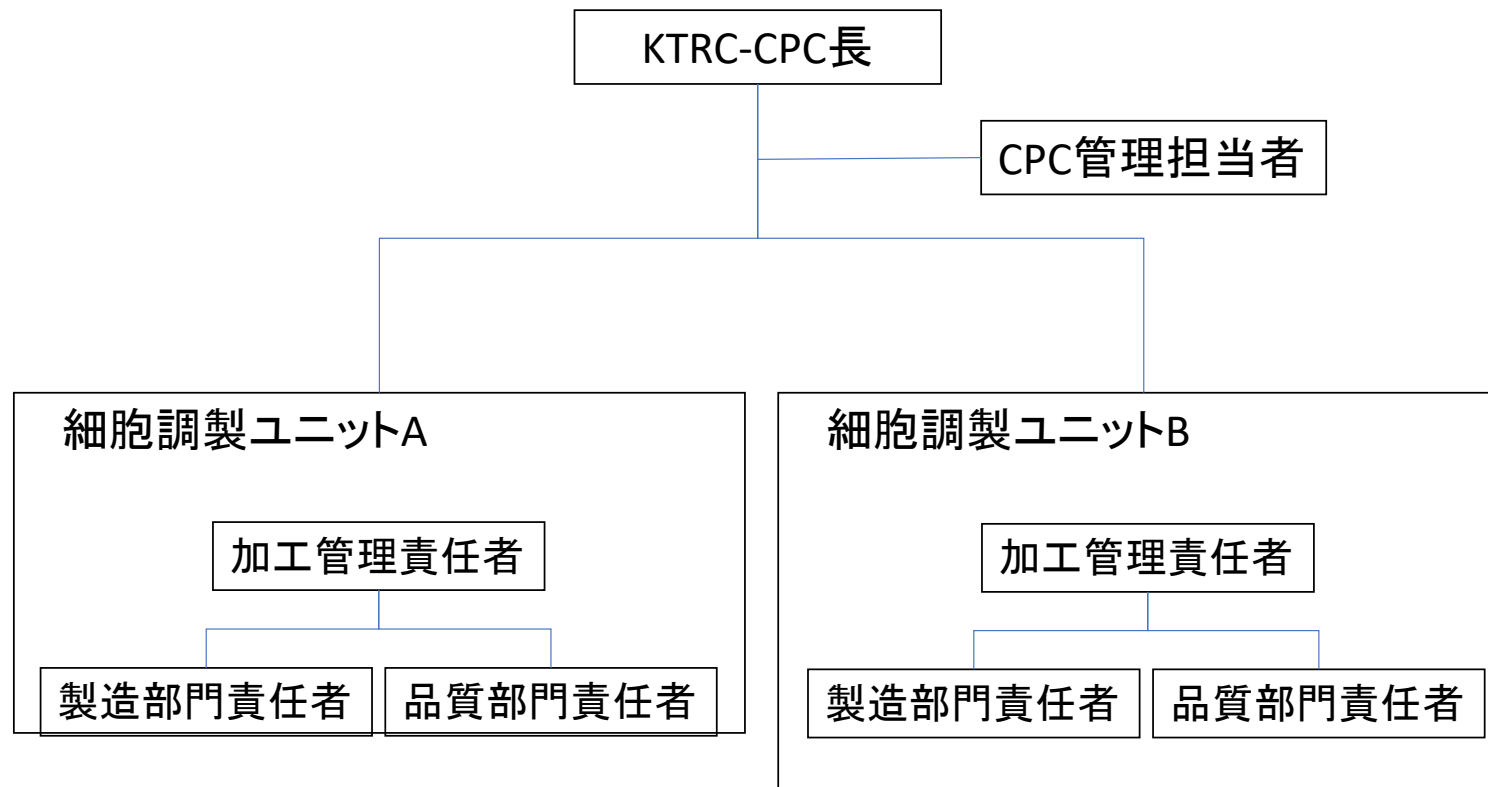 KTRC-CPC長
CPC管理担当者
細胞調製ユニットA
細胞調製ユニットB
加工管理責任者
加工管理責任者
製造部門責任者
品質部門責任者
製造部門責任者
品質部門責任者